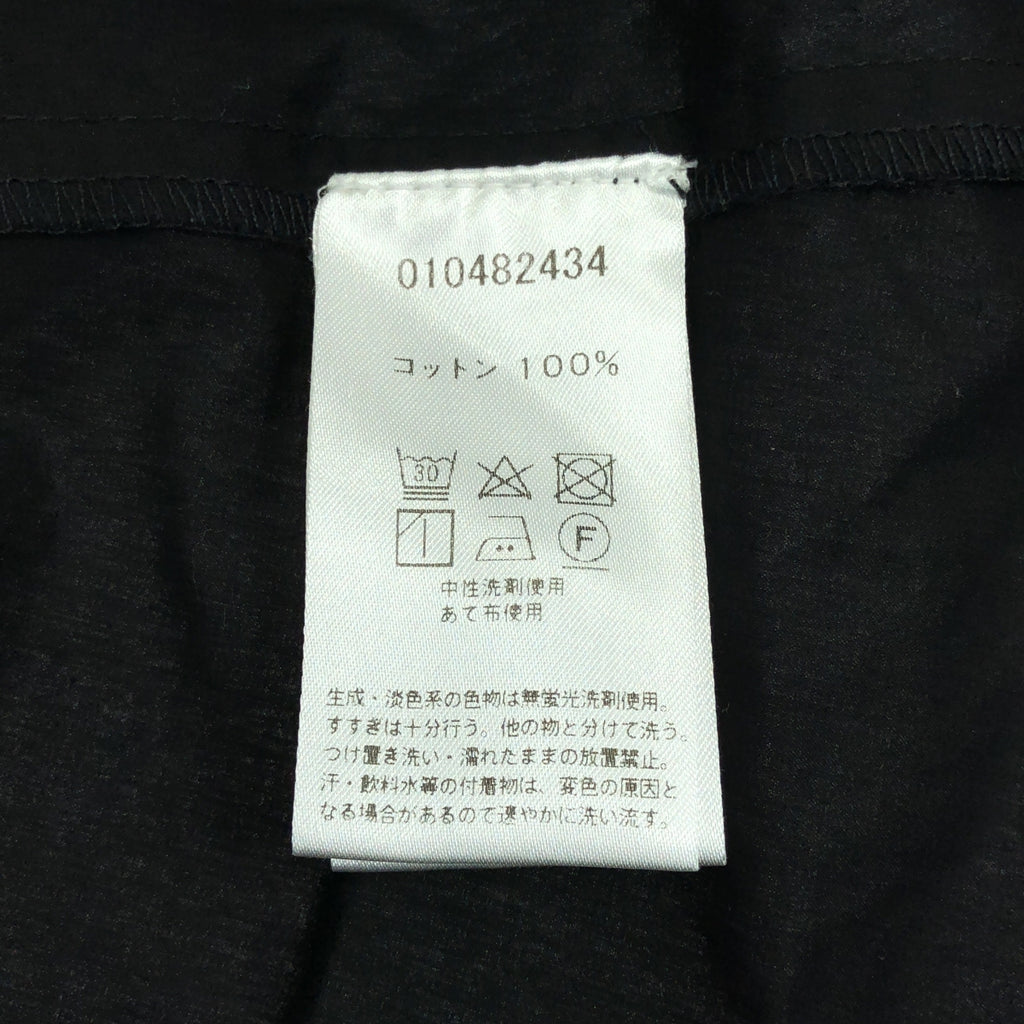 010482434
コットン 100%
30
F
中性洗剤使用
あて布使用
生成・淡色系の色物は無蛍光洗剤使用。
すすぎは十分行う。他の物と分けて洗う。
つけ置き洗い・濡れたままの放置禁止。
汗・飲料水等の付着物は、変色の原因と
なる場合があるので速やかに洗い流す。